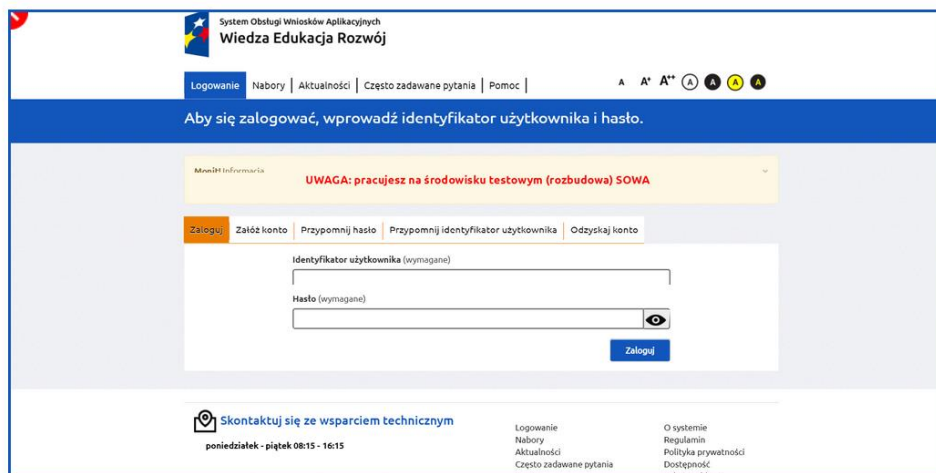 System Obsługi Wniosków Aplikacyjnych
Wiedza Edukacja Rozwój
Logowanie Nabory Aktualności Często zadawane pytania Pomoc A A+ A++ A A A A
Aby się zalogować, wprowadź identyfikator użytkownika i hasło.
Monit! Informacja
UWAGA: pracujesz na środowisku testowym (rozbudowa) SOWA
Zaloguj Załóż konto Przypomnij hasło Przypomnij identyfikator użytkownika Odzyskaj konto
Identyfikator użytkownika (wymagane)
Hasło (wymagane)
Zaloguj
Skontaktuj się ze wsparciem technicznym
poniedziałek - piątek 08:15 - 16:15
Logowanie
Nabory
Aktualności
Często zadawane pytania
O systemie
Regulamin
Polityka prywatności
Dostępność